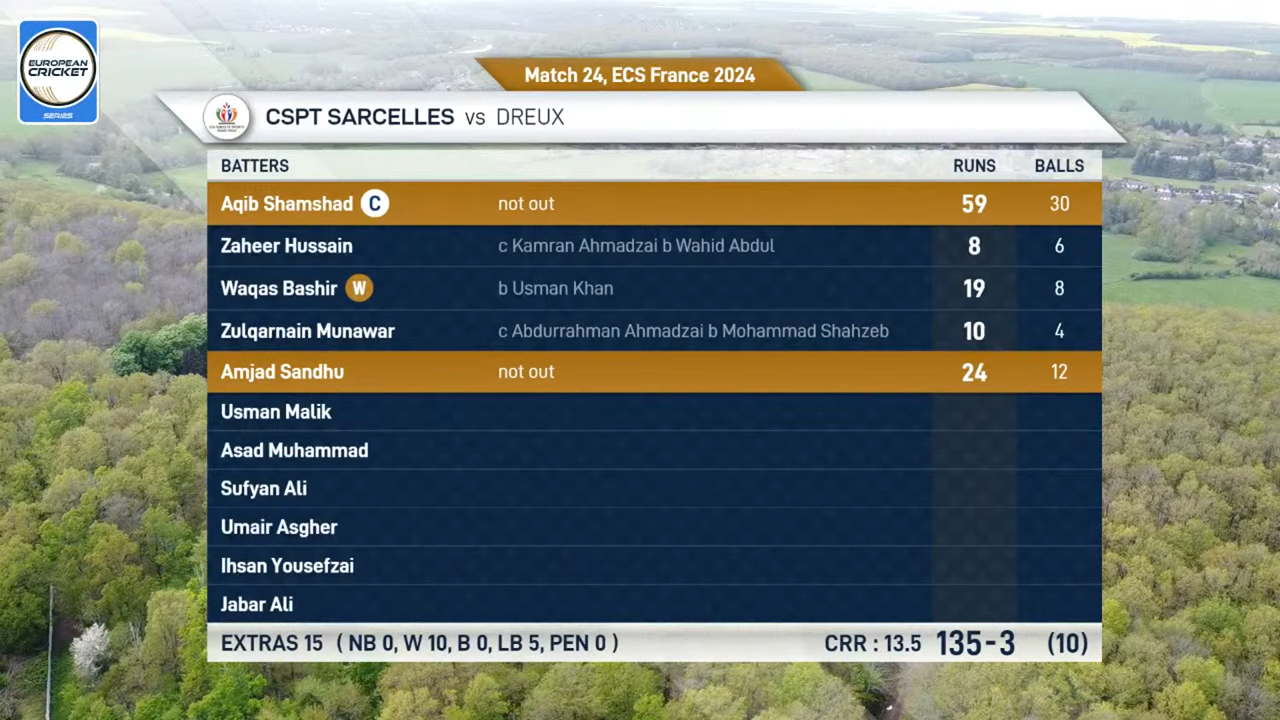 EUROPEAN
CRICKET
SERIES
Match 24, ECS France 2024
CSPT SARCELLES vs DREUX
BATTERS RUNS BALLS
Aqib Shamshad C not out 59 30
Zaheer Hussain c Kamran Ahmadzai b Wahid Abdul 8 6
Waqas Bashir W b Usman Khan 19 8
Zulqarnain Munawar c Abdurrahman Ahmadzai b Mohammad Shahzeb 10 4
Amjad Sandhu not out 24 12
Usman Malik
Asad Muhammad
Sufyan Ali
Umair Asgher
Ihsan Yousefzai
Jabar Ali
EXTRAS 15 ( NB 0, W 10, B 0, LB 5, PEN 0 ) CRR : 13.5 135-3 (10)